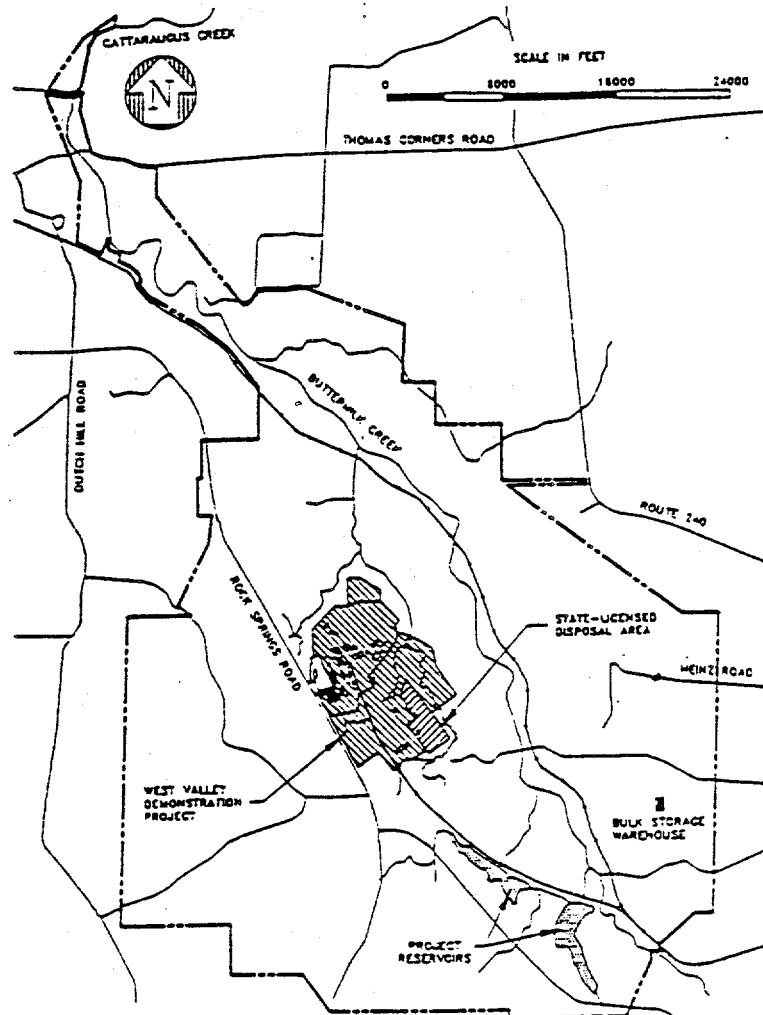 CATTARAUGUS CREEK
N
SCALE IN FEET
0 8000 16000 24000
THOMAS CORNERS ROAD
DUTCH HILL ROAD
BUTTERMILK CREEK
ROUTE 240
ROCK SPRINGS ROAD
STATE-LICENSED
DISPOSAL AREA
HEINZ ROAD
WEST VALLEY
DEMONSTRATION
PROJECT
BULK STORAGE
WAREHOUSE
PROJECT
RESERVOIRS